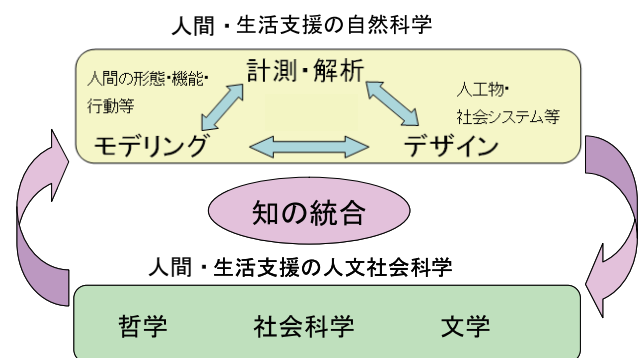 人間・生活支援の自然科学
計測・解析
人間の形態・機能・
行動等
人工物・
社会システム等
モデリング
デザイン
知の統合
人間・生活支援の人文社会科学
哲学
社会科学
文学